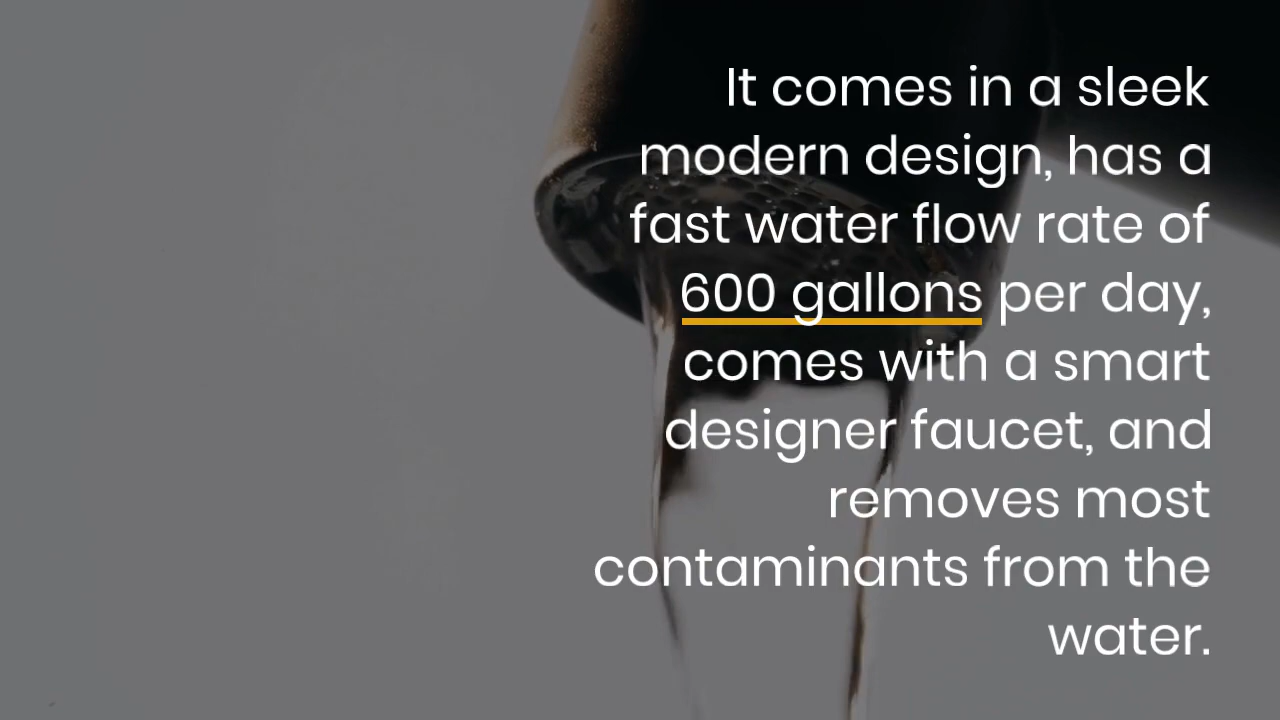 It comes in a sleek
modern design, has a
fast water flow rate of
600 gallons per day,
comes with a smart
designer faucet, and
removes most
contaminants from the
water.